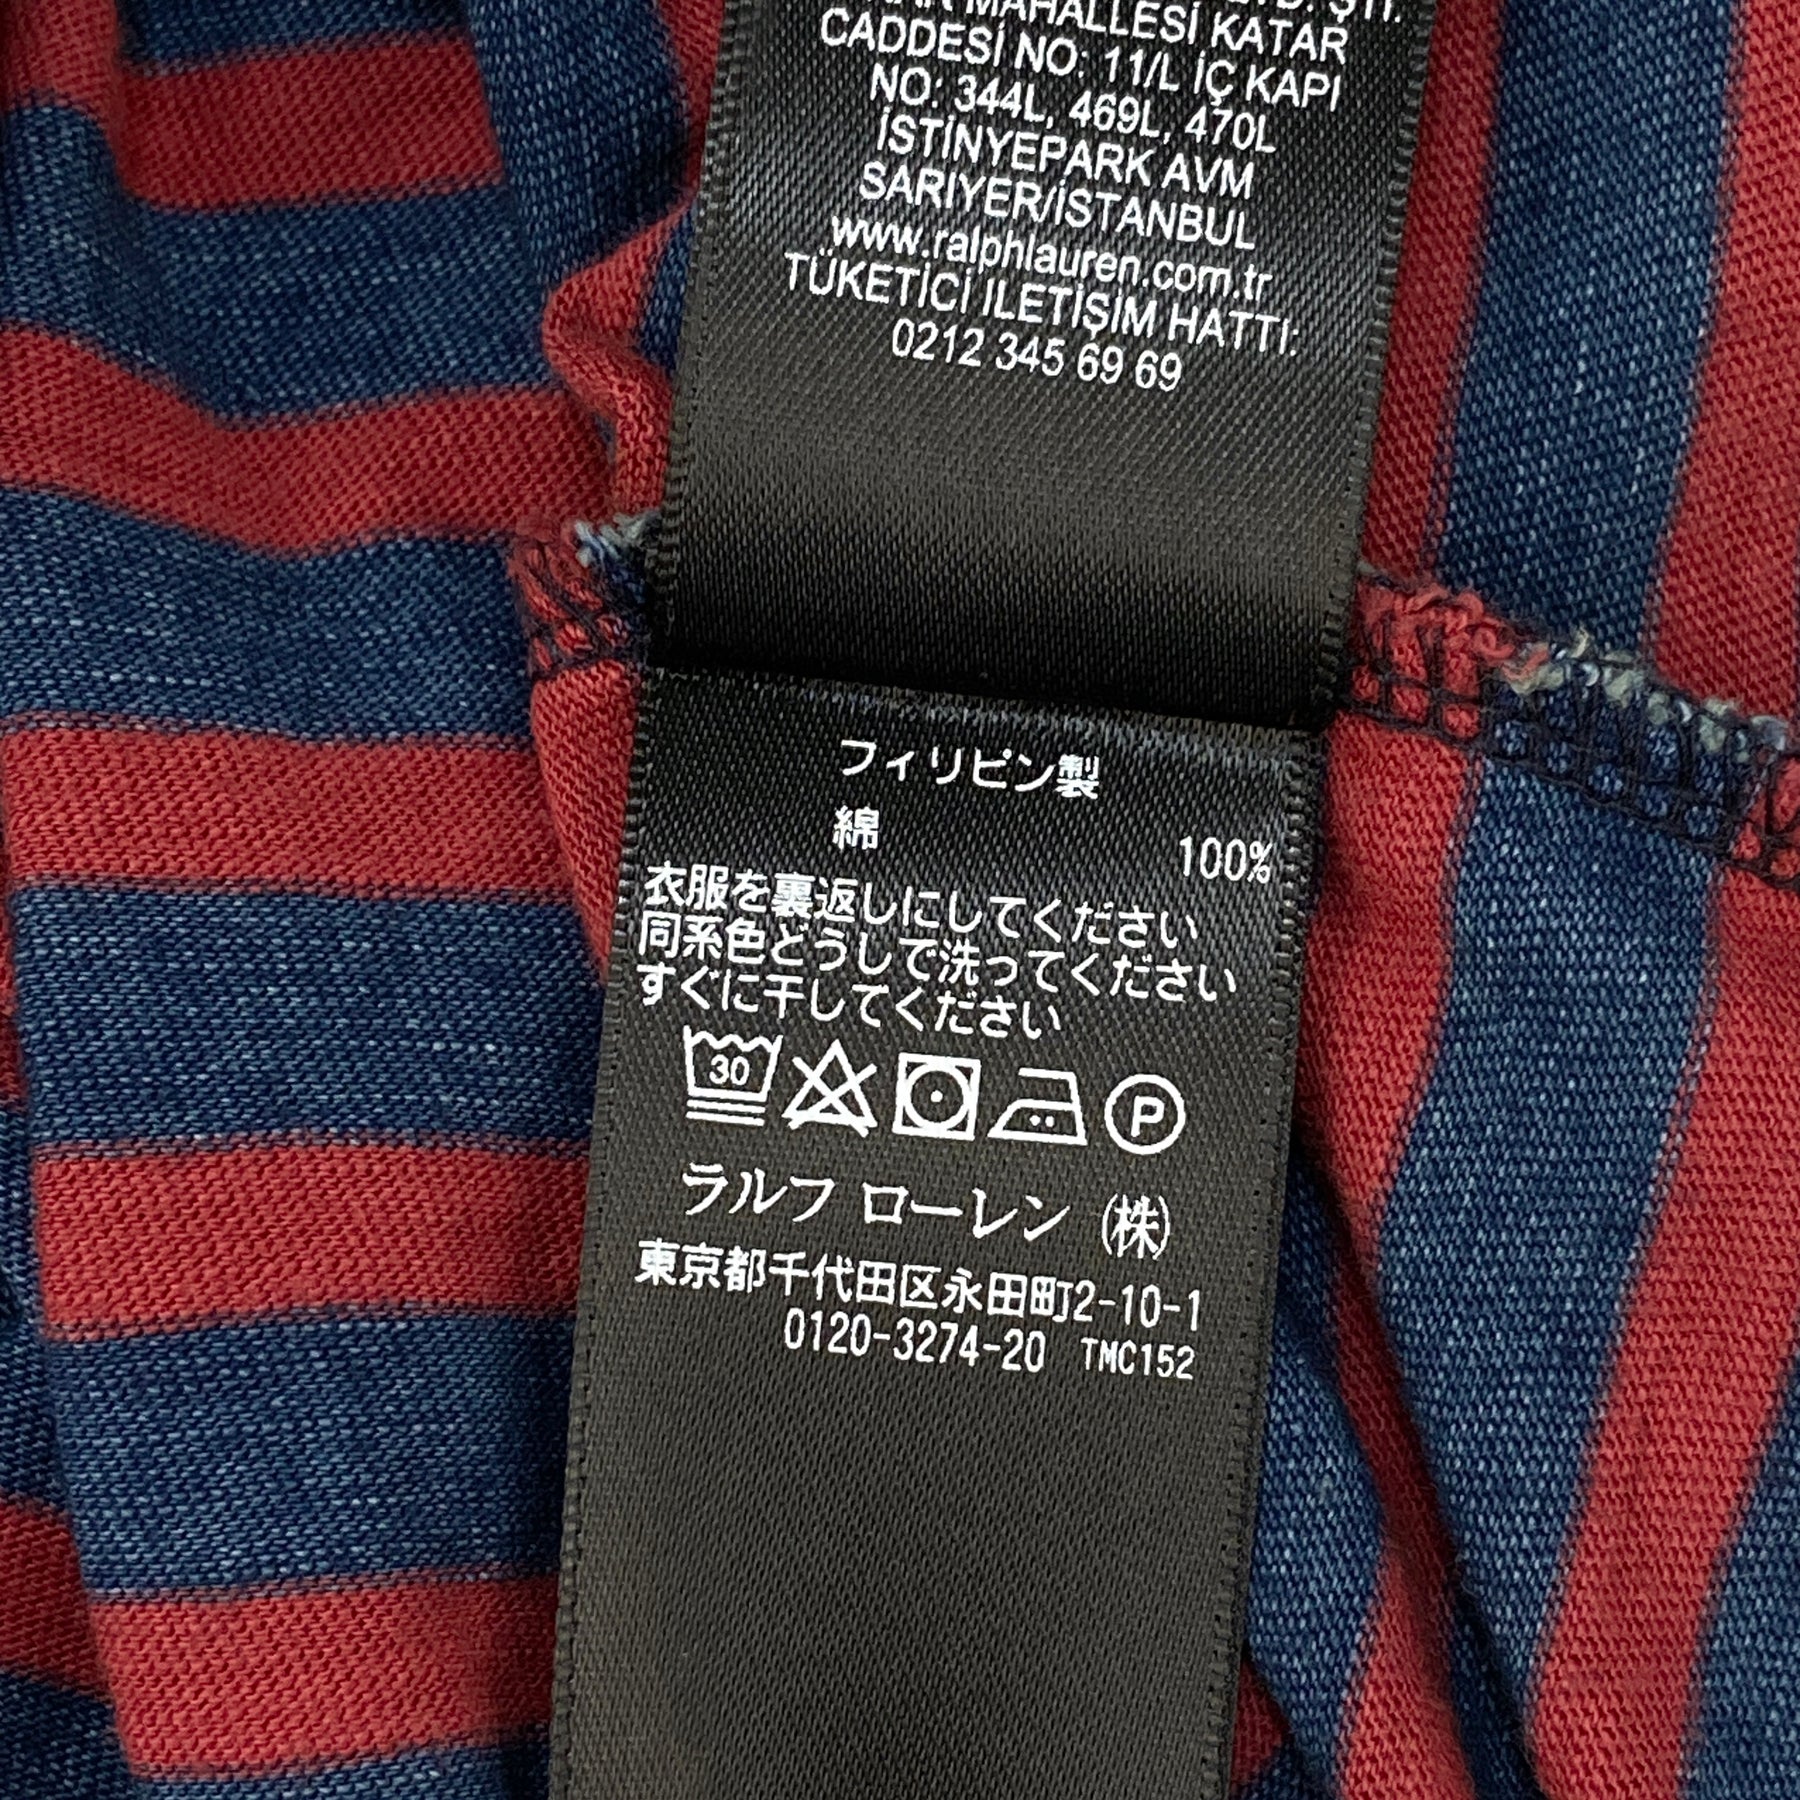 MAHALLESİ KATAR
CADDESİ NO: 11/L İÇ KAPI
NO: 344L, 469L, 470L
İSTİNYEPARK AVM
SARIYER/İSTANBUL
www.ralphlauren.com.tr
TÜKETİCİ İLETİŞİM HATTI:
0212 345 69 69
フィリピン製
綿 100%
衣服を裏返しにしてください
同系色どうしで洗ってください
すぐに干してください
30 P
ラルフ ローレン (株)
東京都千代田区永田町2-10-1
0120-3274-20 TMC152